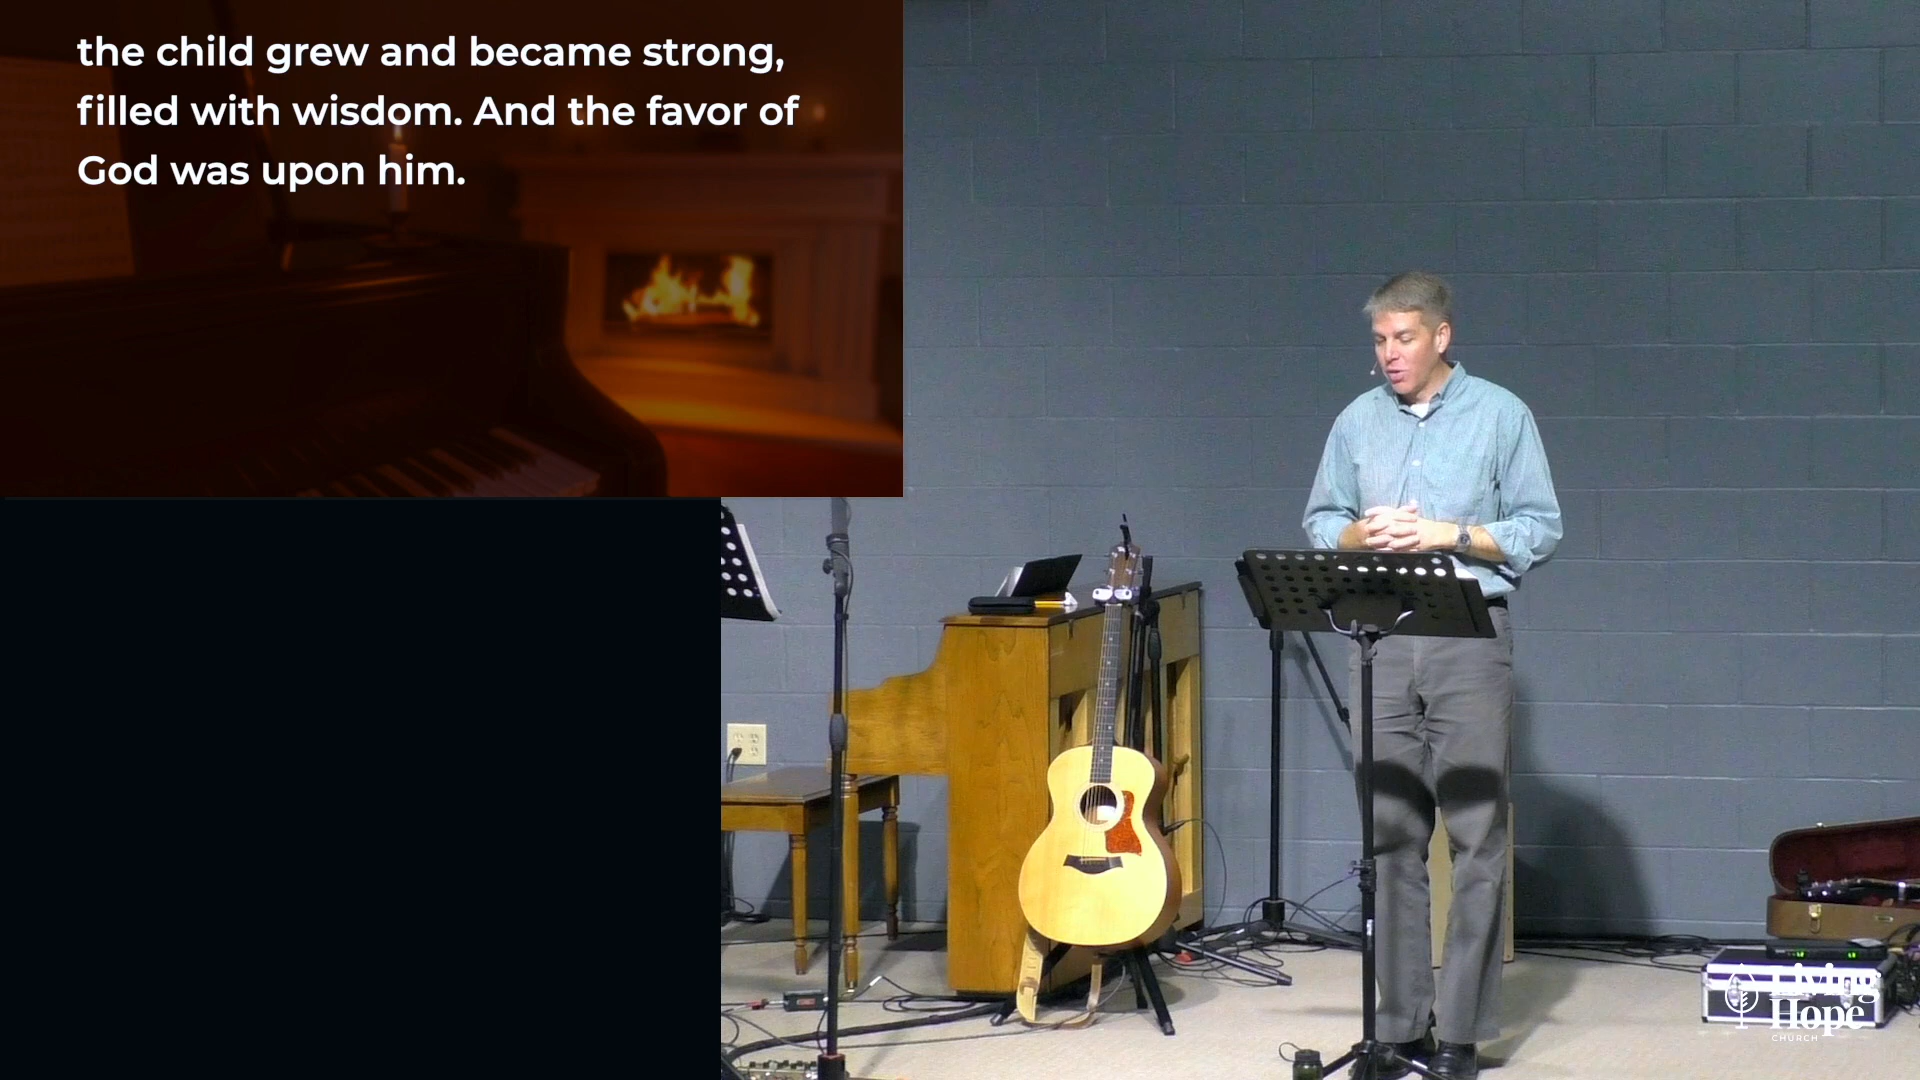 the child grew and became strong,
filled with wisdom. And the favor of
God was upon him.
Living
Hope
CHURCH